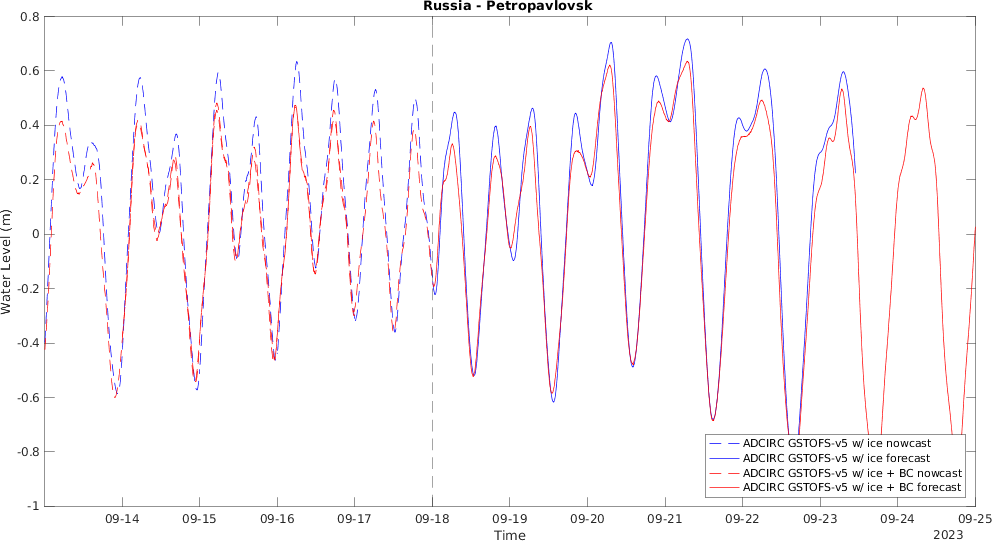 Russia - Petropavlovsk
0.8
0.6
0.4
0.2
0
-0.2
-0.4
-0.6
-0.8
-1
Water Level (m)
ADCIRC GSTOFS-v5 w/ ice nowcast
ADCIRC GSTOFS-v5 w/ ice forecast
ADCIRC GSTOFS-v5 w/ ice + BC nowcast
ADCIRC GSTOFS-v5 w/ ice + BC forecast
09-14 09-15 09-16 09-17 09-18 09-19 09-20 09-21 09-22 09-23 09-24 09-25
Time
2023